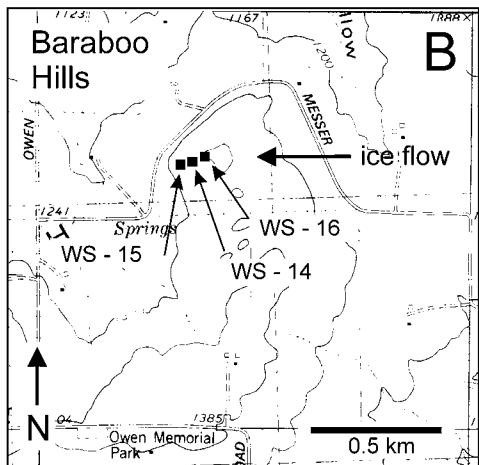 1123
1167
Baraboo
Hills
1200
B
OWEN
MESSER
ice flow
1241
Springs
WS - 16
WS - 15
WS - 14
N
04
1385
Owen Memorial
Park
0.5 km